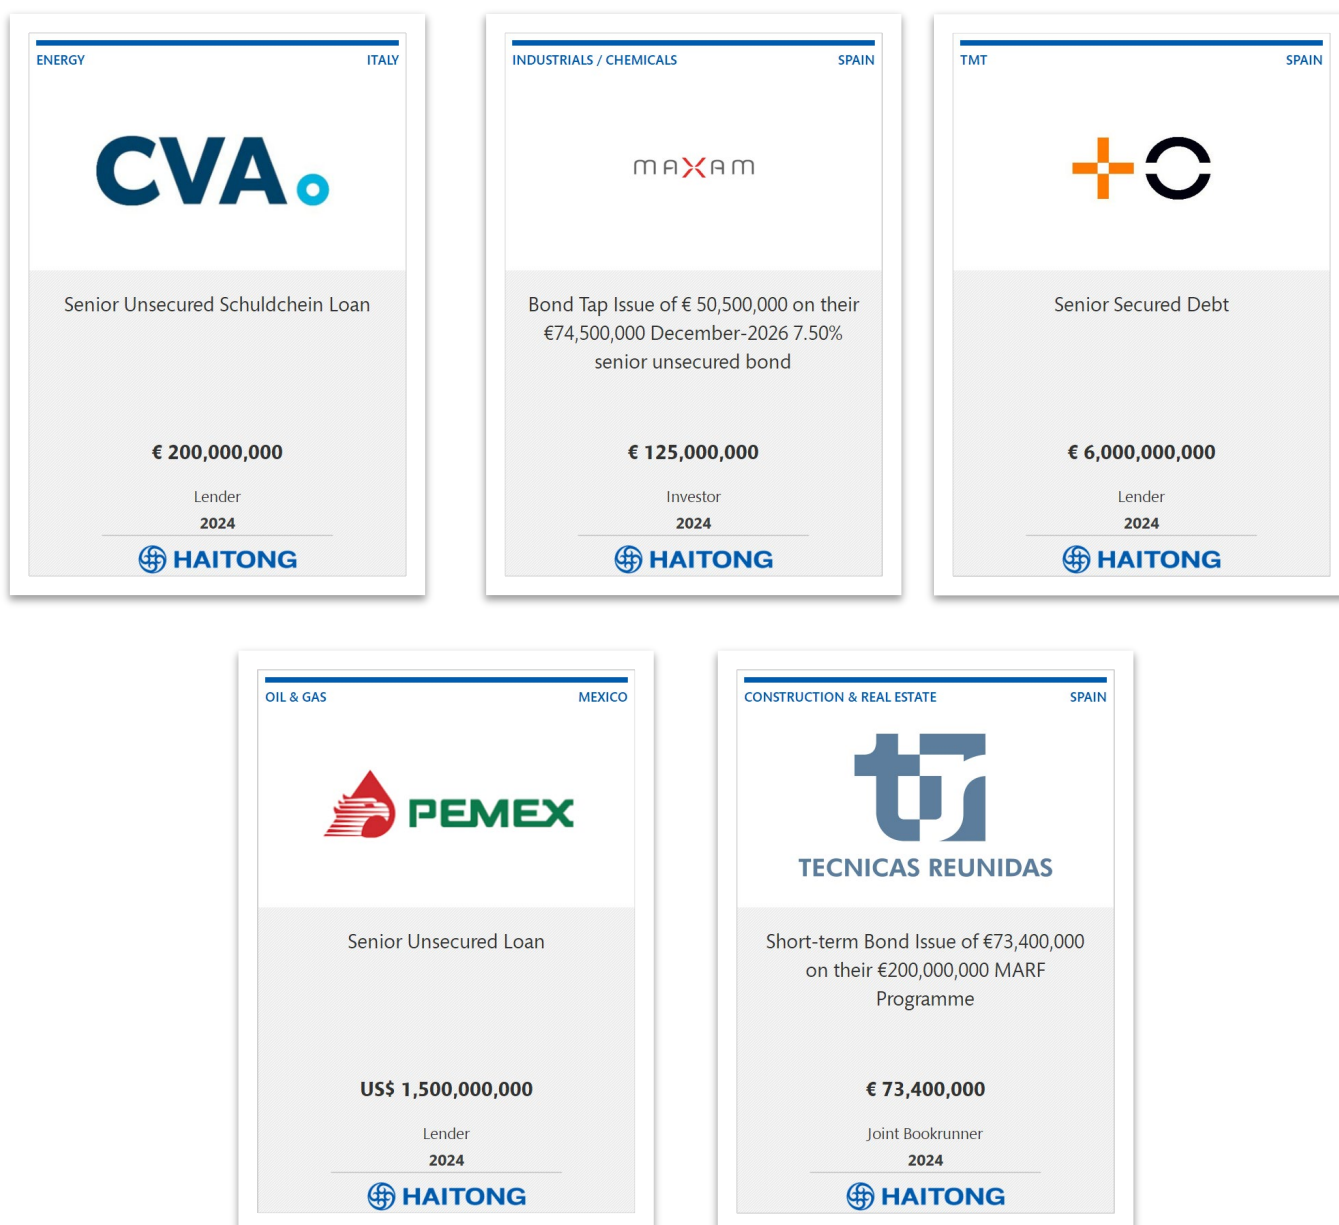 ENERGY ITALY
CVA
Senior Unsecured Schuldchein Loan
€ 200,000,000
Lender
2024
HAITONG
INDUSTRIALS / CHEMICALS SPAIN
MAXAM
Bond Tap Issue of € 50,500,000 on their
€74,500,000 December-2026 7.50%
senior unsecured bond
€ 125,000,000
Investor
2024
HAITONG
TMT SPAIN
Senior Secured Debt
€ 6,000,000,000
Lender
2024
HAITONG
OIL & GAS MEXICO
PEMEX
Senior Unsecured Loan
US$ 1,500,000,000
Lender
2024
HAITONG
CONSTRUCTION & REAL ESTATE SPAIN
tr
TECNICAS REUNIDAS
Short-term Bond Issue of €73,400,000
on their €200,000,000 MARF
Programme
€ 73,400,000
Joint Bookrunner
2024
HAITONG